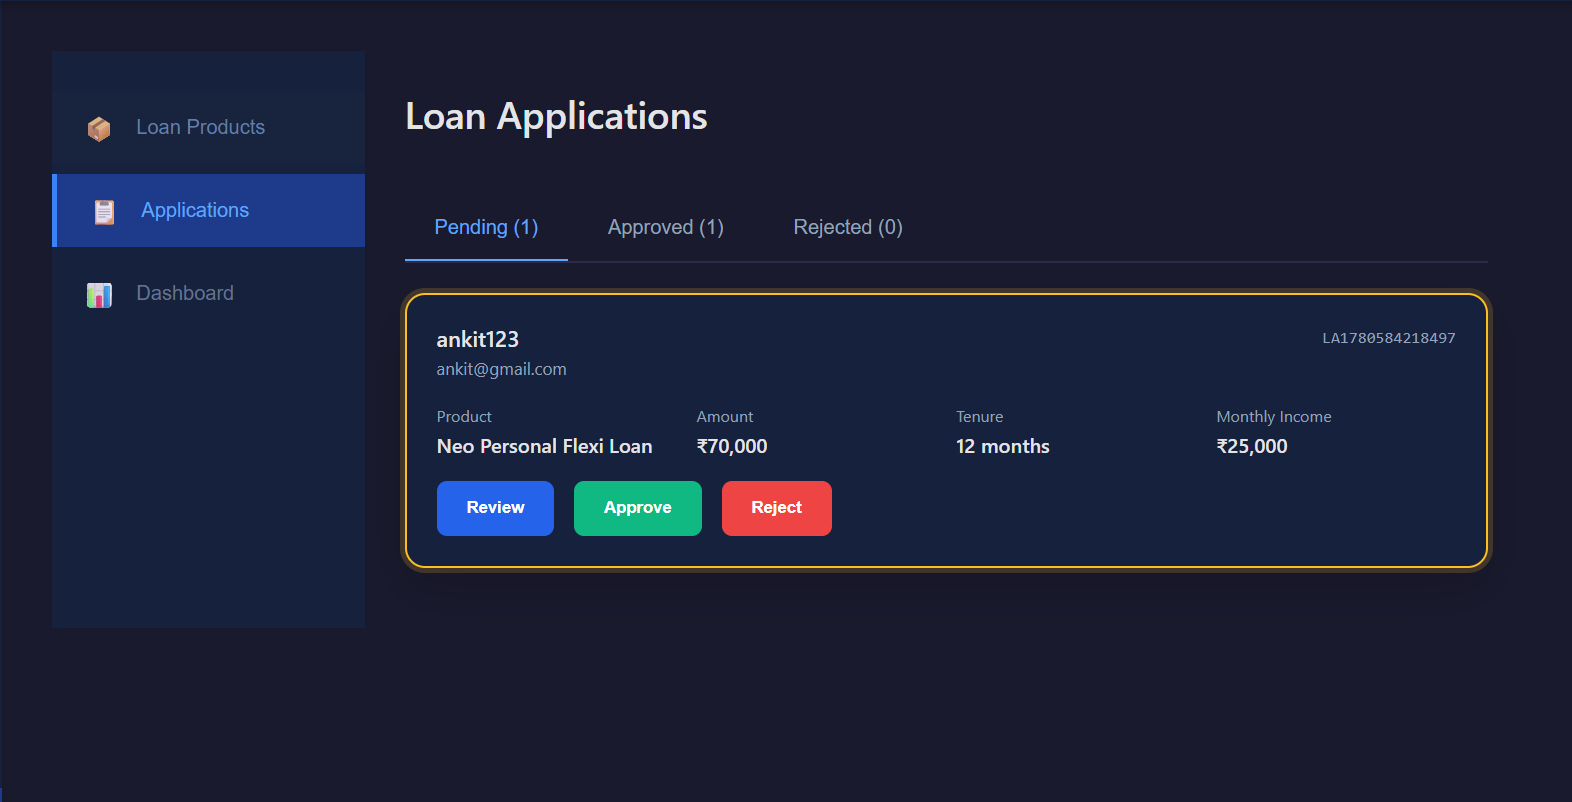 Loan Products
Applications
Dashboard
Loan Applications
Pending (1) Approved (1) Rejected (0)
ankit123 LA1780584218497
ankit@gmail.com
Product Amount Tenure Monthly Income
Neo Personal Flexi Loan ₹70,000 12 months ₹25,000
Review Approve Reject